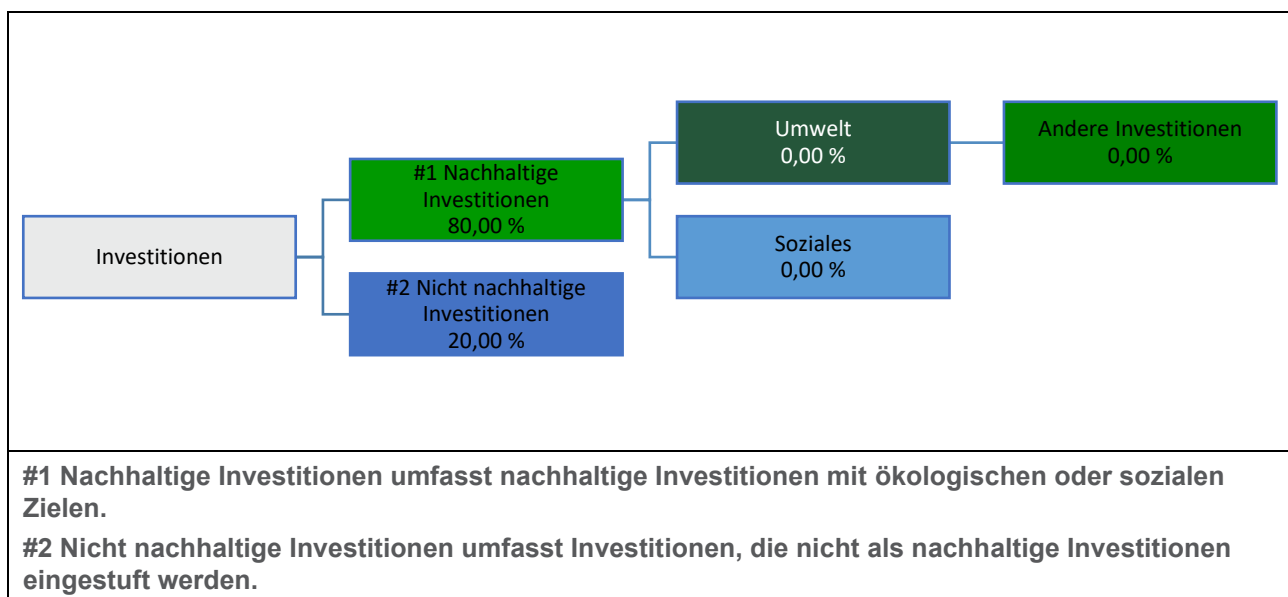 Investitionen
#1 Nachhaltige
Investitionen
80,00 %
#2 Nicht nachhaltige
Investitionen
20,00 %
Umwelt
0,00 %
Soziales
0,00 %
Andere Investitionen
0,00 %
#1 Nachhaltige Investitionen umfasst nachhaltige Investitionen mit ökologischen oder sozialen
Zielen.
#2 Nicht nachhaltige Investitionen umfasst Investitionen, die nicht als nachhaltige Investitionen
eingestuft werden.